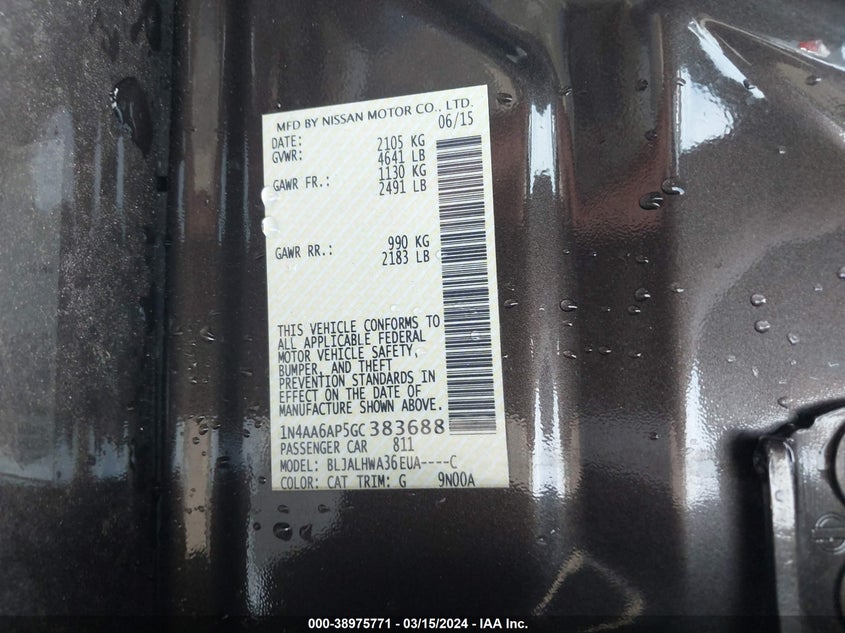 MFD BY NISSAN MOTOR CO., LTD.
DATE: 06/15
GVWR: 2105 KG
4641 LB
GAWR FR.: 1130 KG
2491 LB
GAWR RR.: 990 KG
2183 LB
THIS VEHICLE CONFORMS TO
ALL APPLICABLE FEDERAL
MOTOR VEHICLE SAFETY,
BUMPER, AND THEFT
PREVENTION STANDARDS IN
EFFECT ON THE DATE OF
MANUFACTURE SHOWN ABOVE.
1N4AA6AP5GC383688
PASSENGER CAR 811
MODEL: BLJALHWA36EUA----C
COLOR: CAT TRIM: G 9N00A
000-38975771 - 03/15/2024 - IAA Inc.